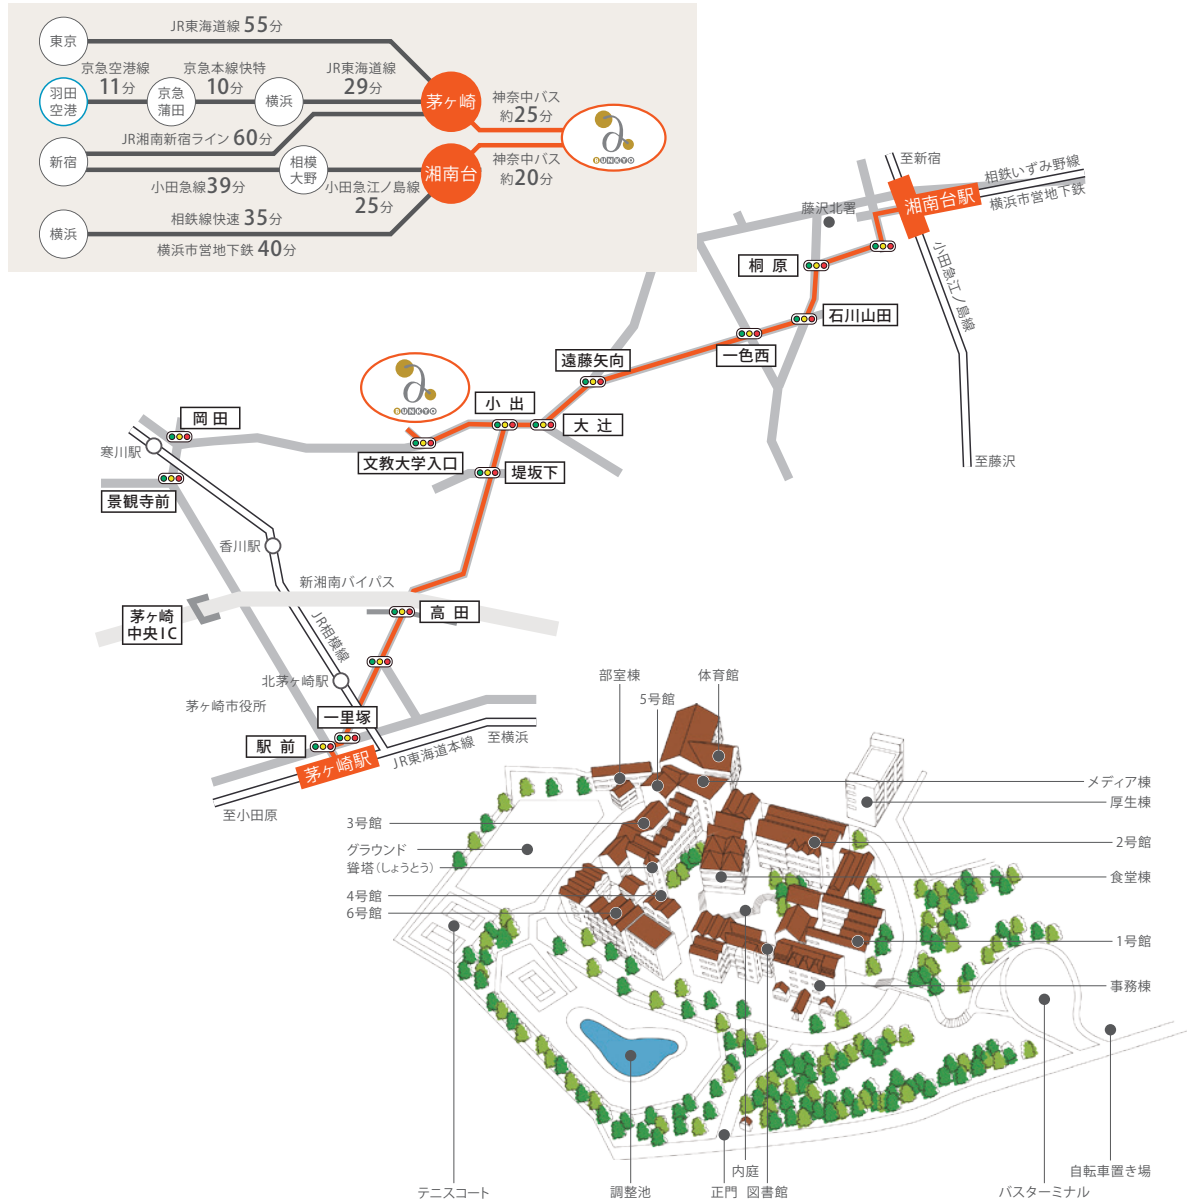 東京
JR東海道線 55分
京急空港線
11分
京急本線快特
10分
JR東海道線
29分
羽田
空港
京急
蒲田
横浜
茅ヶ崎
神奈中バス
約25分
BUNKYO
JR湘南新宿ライン 60分
新宿
相模
大野
湘南台
神奈中バス
約20分
小田急線39分
小田急江ノ島線
25分
相鉄線快速 35分
横浜
横浜市営地下鉄 40分
至新宿
相鉄いずみ野線
湘南台駅
横浜市営地下鉄
藤沢北署
桐原
小田急江ノ島線
石川山田
一色西
遠藤矢向
BUNKYO
小出
大辻
岡田
寒川駅
文教大学入口
堤坂下
至藤沢
景観寺前
香川駅
新湘南バイパス
茅ヶ崎
中央IC
高田
JR相模線
北茅ヶ崎駅
茅ヶ崎市役所
一里塚
駅前
茅ヶ崎駅
JR東海道本線
至横浜
至小田原
部室棟
体育館
5号館
メディア棟
厚生棟
3号館
グラウンド
聳塔(しょうとう)
2号館
食堂棟
4号館
6号館
1号館
事務棟
内庭
自転車置き場
テニスコート
調整池
正門
図書館
バスターミナル